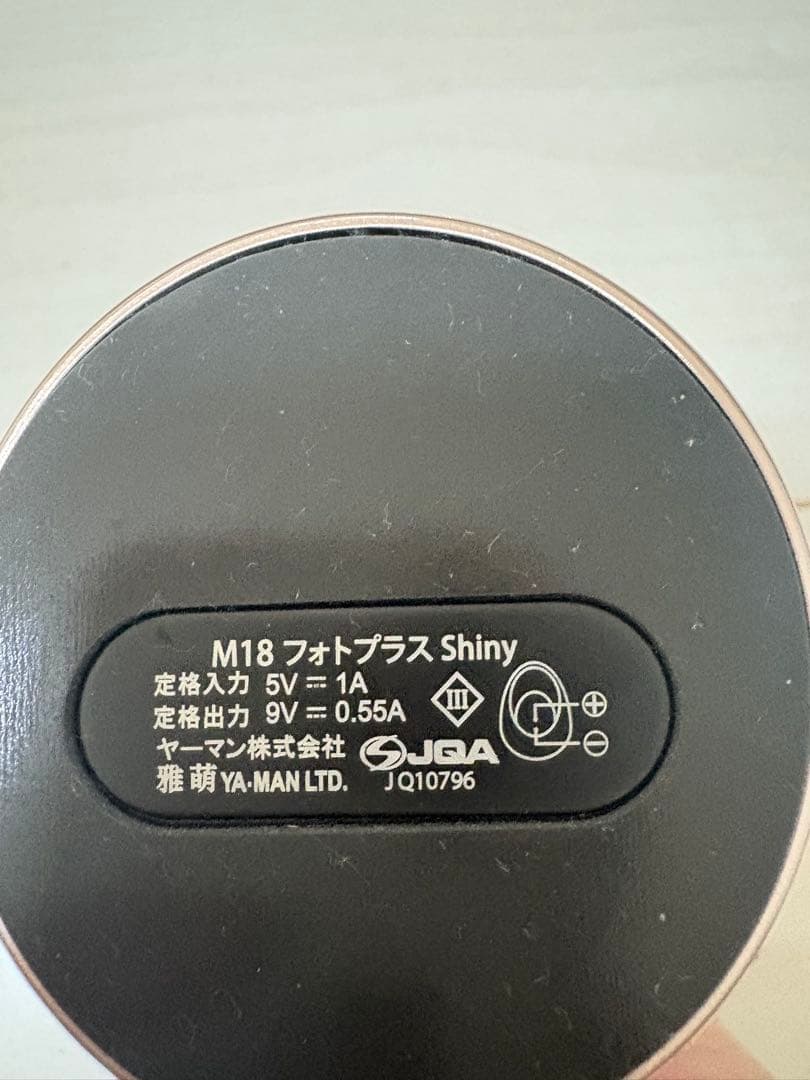 M18 フォトプラス Shiny
定格入力 5V ⎓ 1A
定格出力 9V ⎓ 0.55A
III
⊕
⊖
ヤーマン株式会社
雅萌 YA-MAN LTD.
JQA
JQ10796